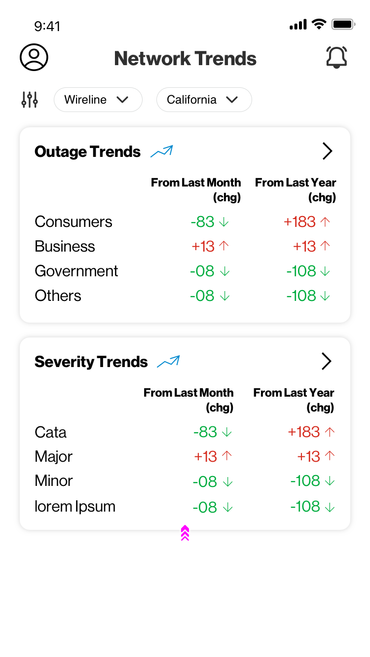 9:41
Network Trends
Wireline California
Outage Trends
From Last Month From Last Year
(chg) (chg)
Consumers -83 ↓ +183 ↑
Business +13 ↑ +13 ↑
Government -08 ↓ -108 ↓
Others -08 ↓ -108 ↓
Severity Trends
From Last Month From Last Year
(chg) (chg)
Cata -83 ↓ +183 ↑
Major +13 ↑ +13 ↑
Minor -08 ↓ -108 ↓
lorem Ipsum -08 ↓ -108 ↓